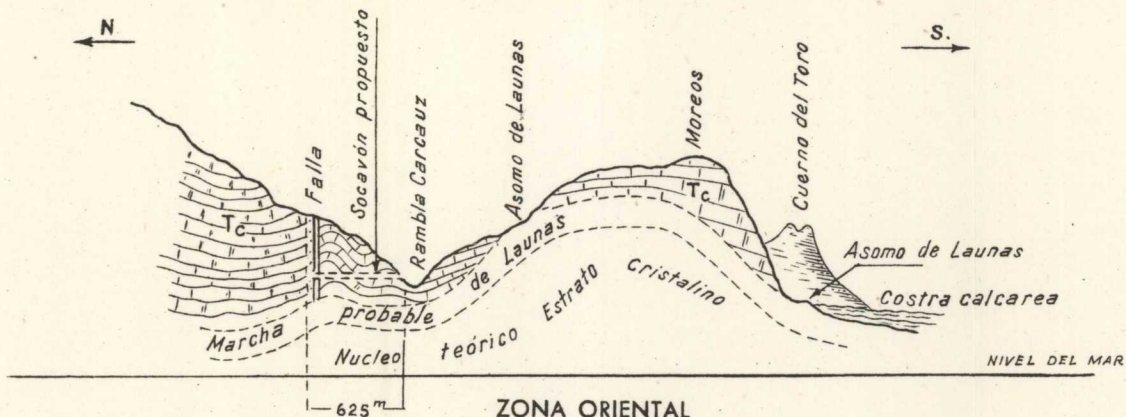 N
S.
Falla
Socavón propuesto
Rambla Carcauz
Asomo de Launas
Moreos
Cuerno del Toro
Tc
Tc
Asomo de Launas
Costra calcarea
Marcha probable de Launas
Nucleo teórico Estrato Cristalino
NIVEL DEL MAR
625m
ZONA ORIENTAL